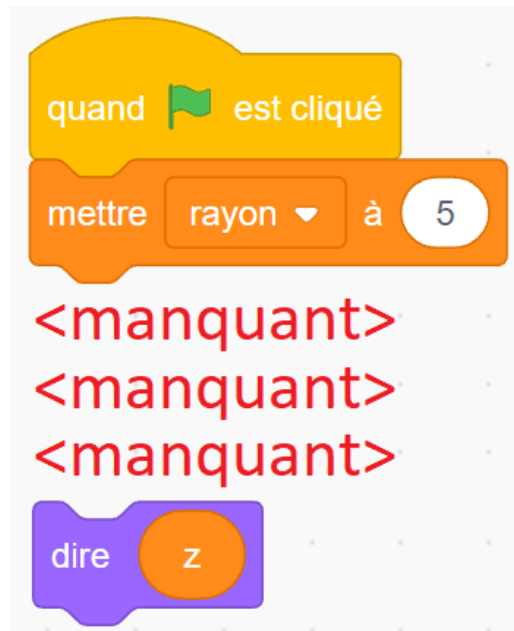 quand est cliqué
mettre rayon à 5
<manquant>
<manquant>
<manquant>
dire z